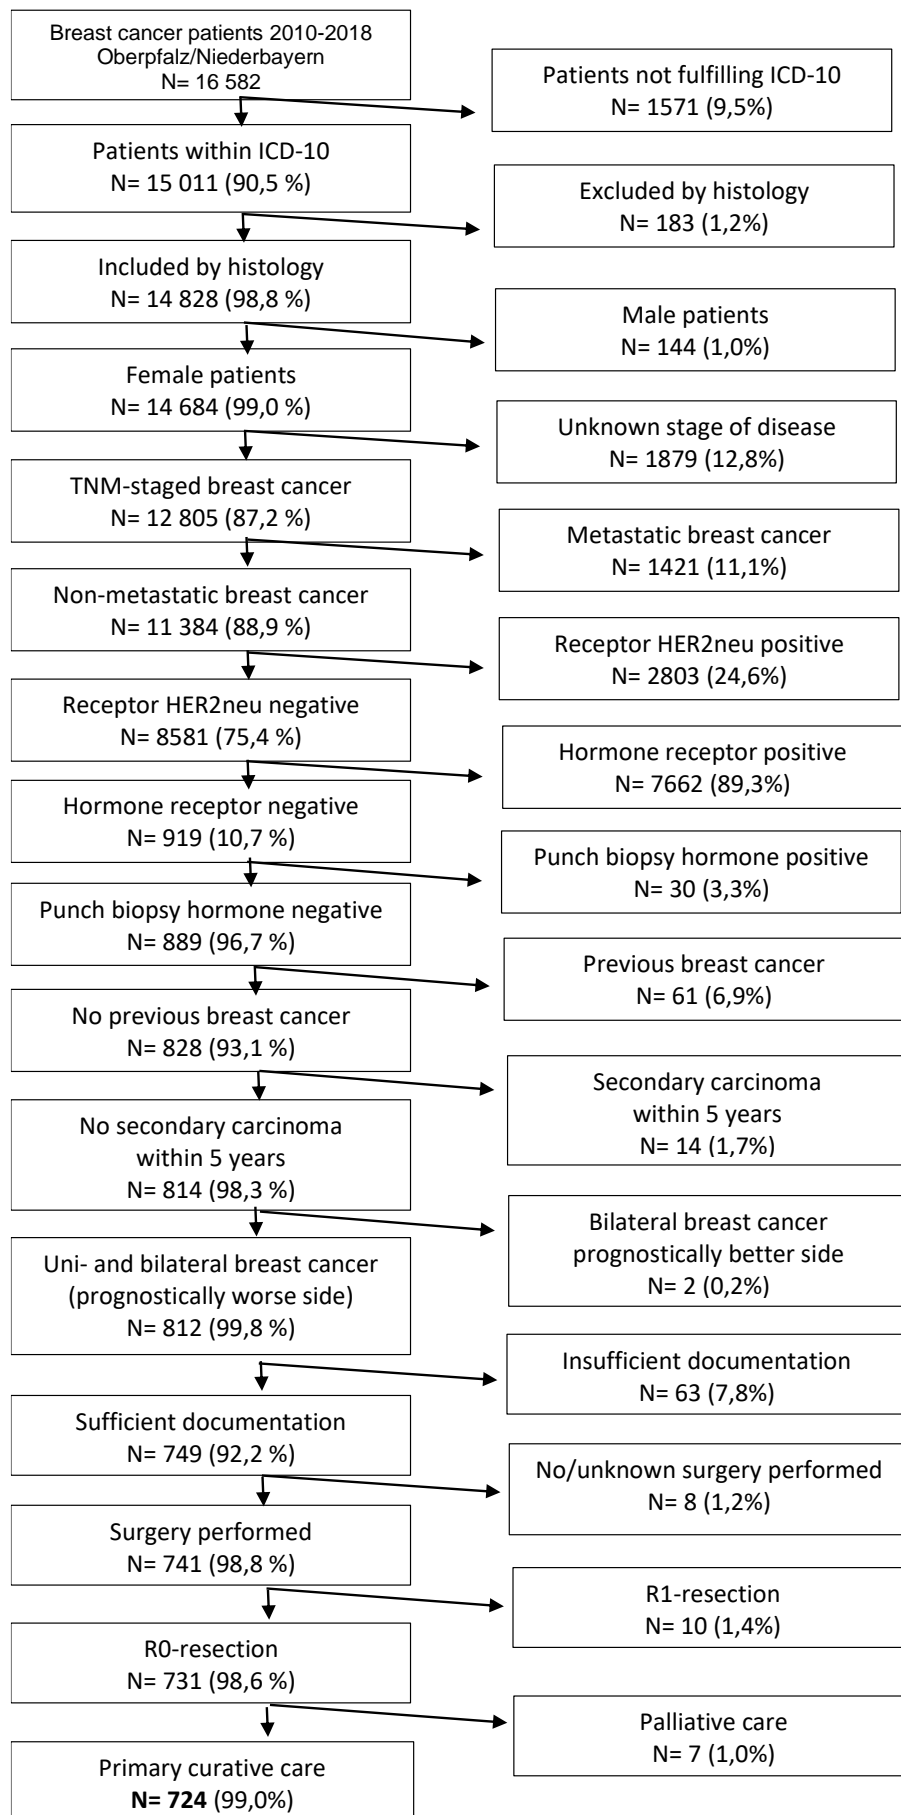 Breast cancer patients 2010-2018
Oberpfalz/Niederbayern
N= 16 582
Patients not fulfilling ICD-10
N= 1571 (9,5%)
Patients within ICD-10
N= 15 011 (90,5 %)
Excluded by histology
N= 183 (1,2%)
Included by histology
N= 14 828 (98,8 %)
Male patients
N= 144 (1,0%)
Female patients
N= 14 684 (99,0 %)
Unknown stage of disease
N= 1879 (12,8%)
TNM-staged breast cancer
N= 12 805 (87,2 %)
Metastatic breast cancer
N= 1421 (11,1%)
Non-metastatic breast cancer
N= 11 384 (88,9 %)
Receptor HER2neu positive
N= 2803 (24,6%)
Receptor HER2neu negative
N= 8581 (75,4 %)
Hormone receptor positive
N= 7662 (89,3%)
Hormone receptor negative
N= 919 (10,7 %)
Punch biopsy hormone positive
N= 30 (3,3%)
Punch biopsy hormone negative
N= 889 (96,7 %)
Previous breast cancer
N= 61 (6,9%)
No previous breast cancer
N= 828 (93,1 %)
Secondary carcinoma
within 5 years
N= 14 (1,7%)
No secondary carcinoma
within 5 years
N= 814 (98,3 %)
Bilateral breast cancer
prognostically better side
N= 2 (0,2%)
Uni- and bilateral breast cancer
(prognostically worse side)
N= 812 (99,8 %)
Insufficient documentation
N= 63 (7,8%)
Sufficient documentation
N= 749 (92,2 %)
No/unknown surgery performed
N= 8 (1,2%)
Surgery performed
N= 741 (98,8 %)
R1-resection
N= 10 (1,4%)
R0-resection
N= 731 (98,6 %)
Palliative care
N= 7 (1,0%)
Primary curative care
N= 724 (99,0%)